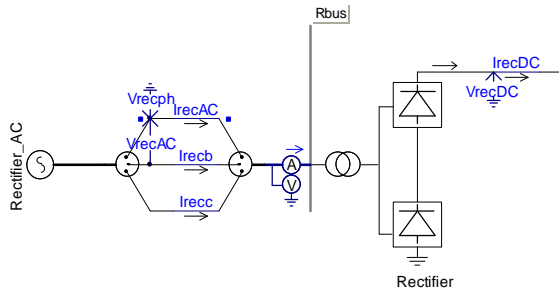 Rbus
IrecDC
VrecDC
Vrecph
IrecAC
VrecAC
Irecb
Irecc
Rectifier_AC
A
V
Rectifier